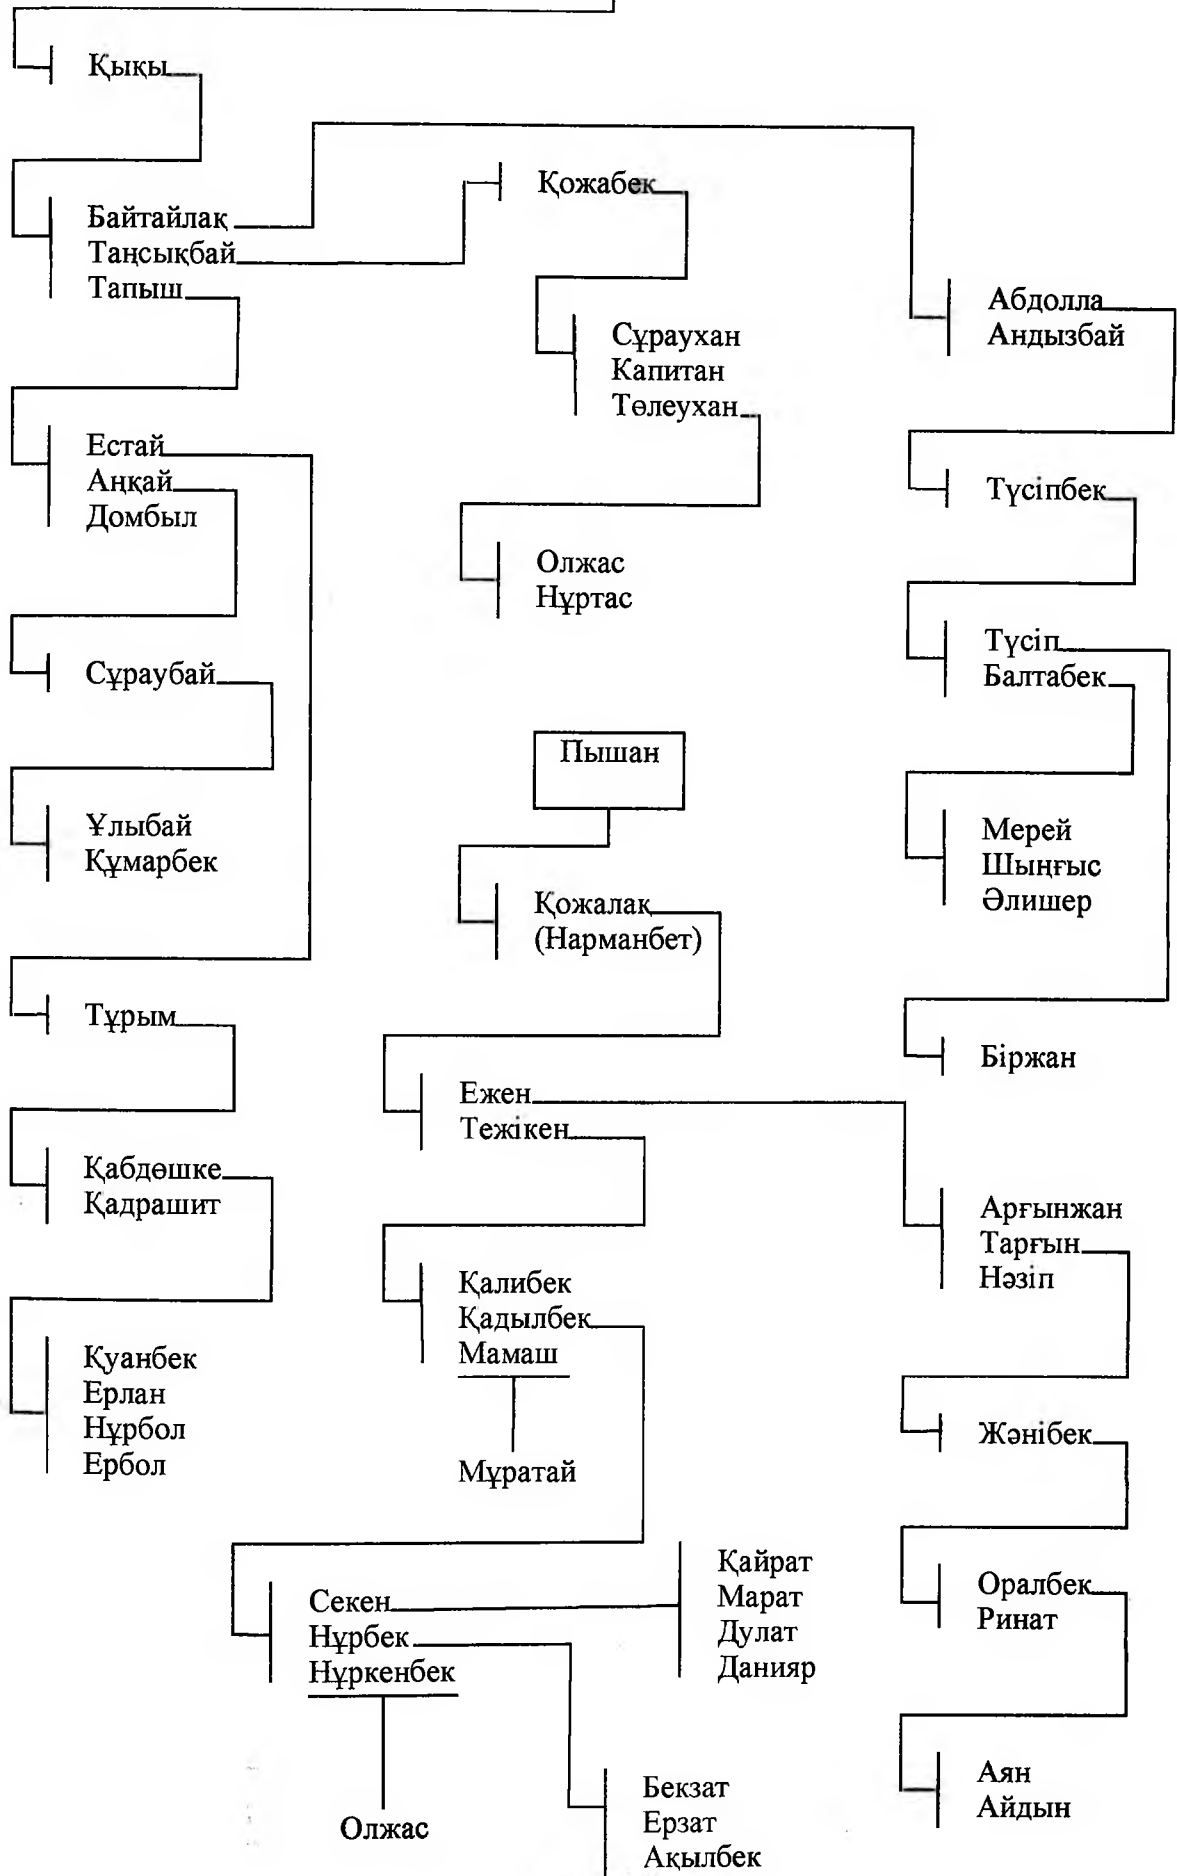 Қықы
Байтайлақ
Таңсықбай
Тапыш
Қожабек
Абдолла
Андызбай
Сұраухан
Капитан
Төлеухан
Естай
Аңқай
Домбыл
Түсіпбек
Олжас
Нұртас
Сұраубай
Түсіп
Балтабек
Пышан
Ұлыбай
Құмарбек
Мерей
Шыңғыс
Әлишер
Қожалақ
(Нарманбет)
Тұрым
Біржан
Ежен
Тежікен
Қабдөшке
Қадрашит
Арғынжан
Тарғын
Нәзіп
Қалибек
Қадылбек
Мамаш
Қуанбек
Ерлан
Нұрбол
Ербол
Мұратай
Жәнібек
Секен
Нұрбек
Нұркенбек
Қайрат
Марат
Дулат
Данияр
Оралбек
Ринат
Олжас
Бекзат
Ерзат
Ақылбек
Аян
Айдын